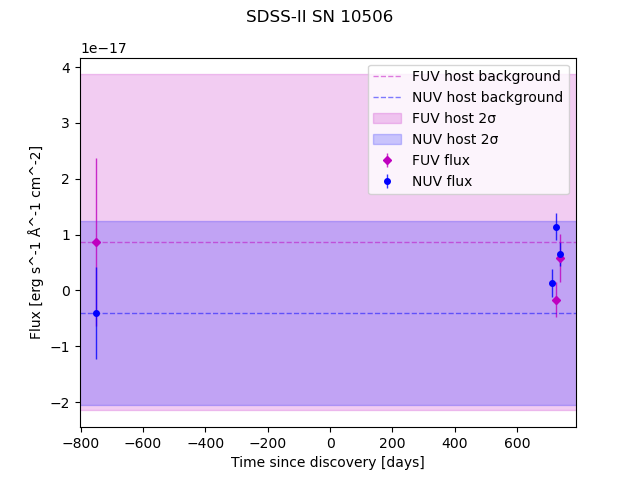 SDSS-II SN 10506
1e−17
FUV host background
NUV host background
FUV host 2σ
NUV host 2σ
FUV flux
NUV flux
4
3
2
1
0
−1
−2
Flux [erg s^-1 Å^-1 cm^-2]
−800
−600
−400
−200
0
200
400
600
Time since discovery [days]